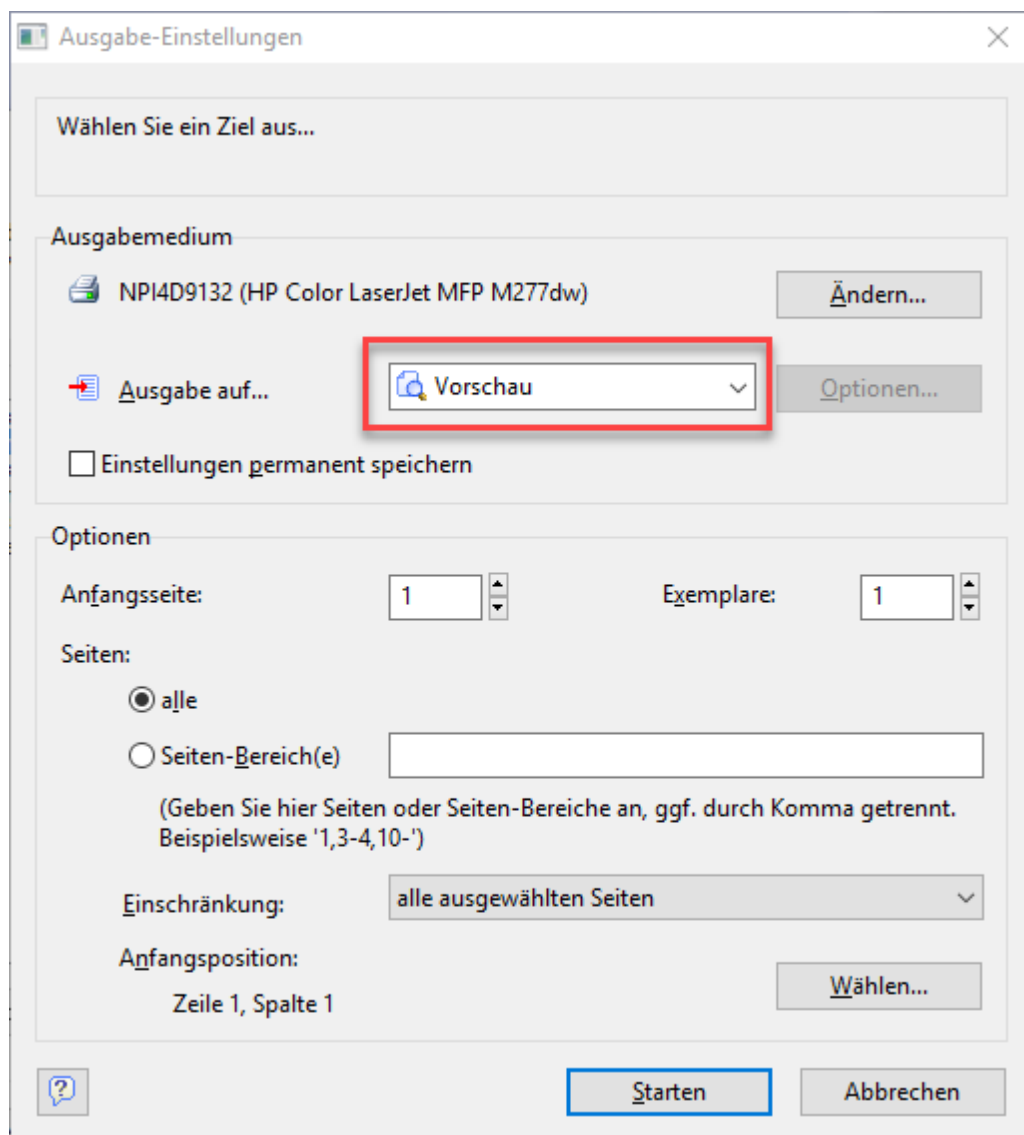 Ausgabe-Einstellungen
Wählen Sie ein Ziel aus...
Ausgabemedium
NPI4D9132 (HP Color LaserJet MFP M277dw)
Ändern...
Ausgabe auf...
Vorschau
Optionen...
Einstellungen permanent speichern
Optionen
Anfangsseite:
1
Exemplare:
1
Seiten:
alle
Seiten-Bereich(e)
(Geben Sie hier Seiten oder Seiten-Bereiche an, ggf. durch Komma getrennt.
Beispielsweise '1,3-4,10-')
Einschränkung:
alle ausgewählten Seiten
Anfangsposition:
Zeile 1, Spalte 1
Wählen...
?
Starten
Abbrechen